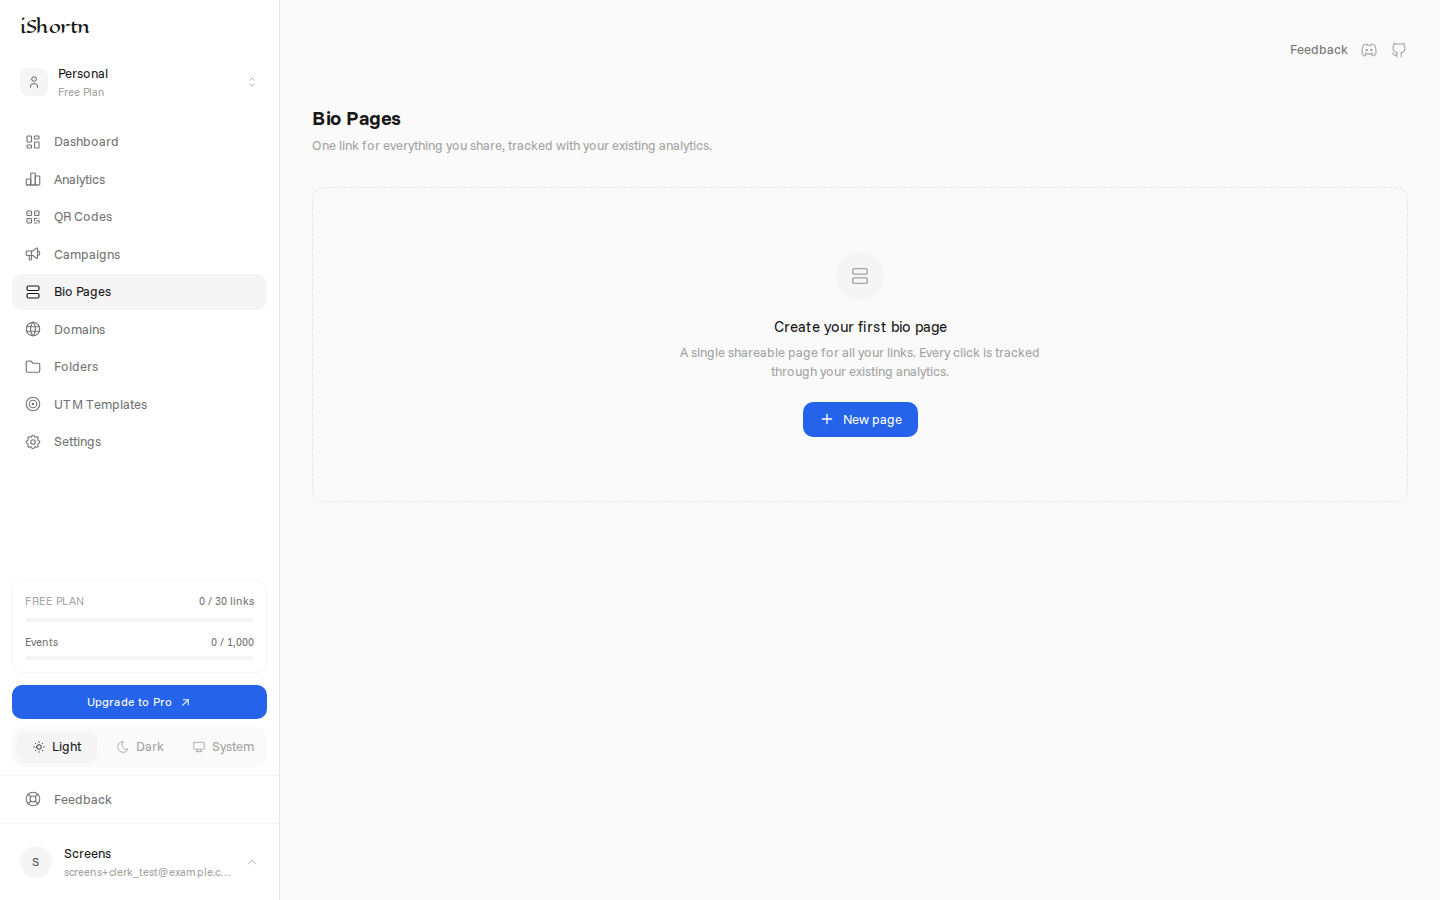 iShortn
Personal
Free Plan
Dashboard
Analytics
QR Codes
Campaigns
Bio Pages
Domains
Folders
UTM Templates
Settings
FREE PLAN 0 / 30 links
Events 0 / 1,000
Upgrade to Pro
Light Dark System
Feedback
S
Screens
screens+clerk_test@example.c...
Feedback
Bio Pages
One link for everything you share, tracked with your existing analytics.
Create your first bio page
A single shareable page for all your links. Every click is tracked
through your existing analytics.
New page